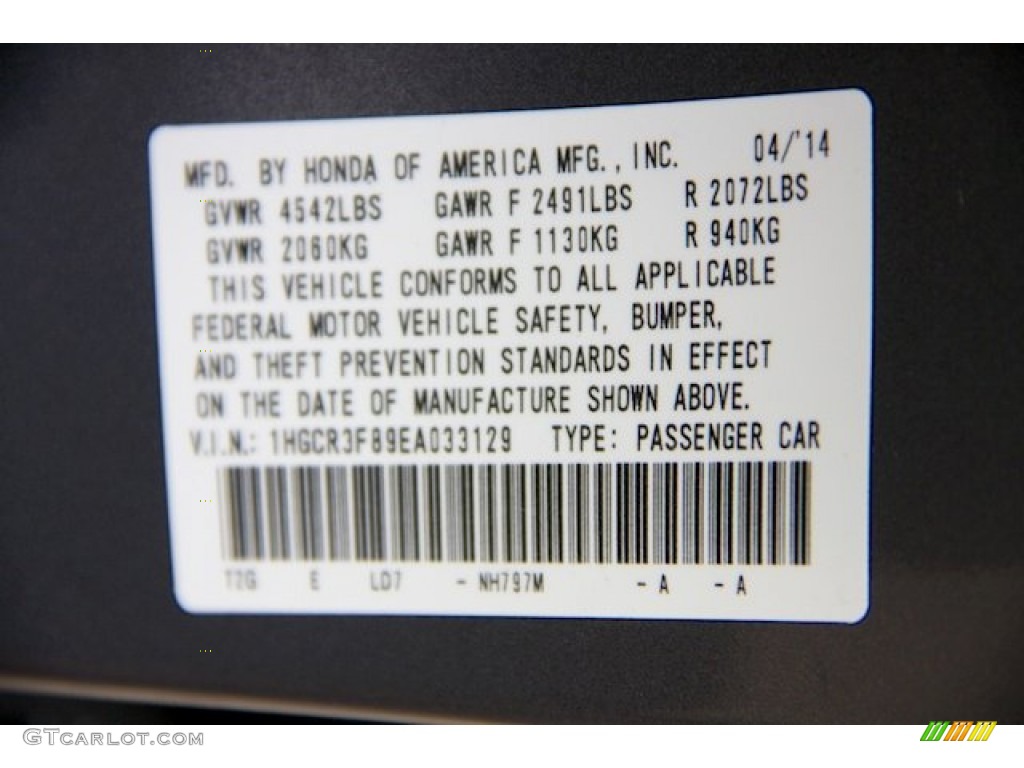 MFD. BY HONDA OF AMERICA MFG., INC. 04/'14
GVWR 4542LBS GAWR F 2491LBS R 2072LBS
GVWR 2060KG GAWR F 1130KG R 940KG
THIS VEHICLE CONFORMS TO ALL APPLICABLE
FEDERAL MOTOR VEHICLE SAFETY, BUMPER,
AND THEFT PREVENTION STANDARDS IN EFFECT
ON THE DATE OF MANUFACTURE SHOWN ABOVE.
V.I.N.: 1HGCR3F89EA033129 TYPE: PASSENGER CAR
T2G E LD7 - NH797M - A - A
GTCARLOT.COM